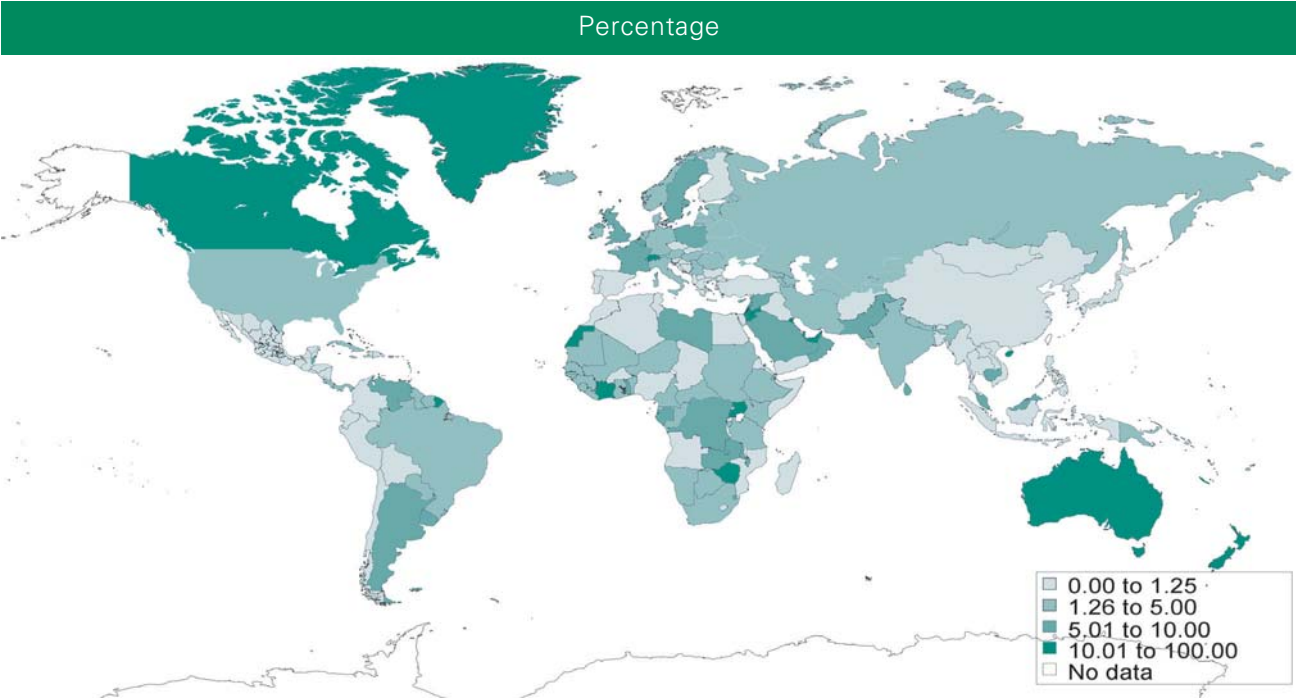 Percentage
0.00 to 1.25
1.26 to 5.00
5.01 to 10.00
10.01 to 100.00
No data